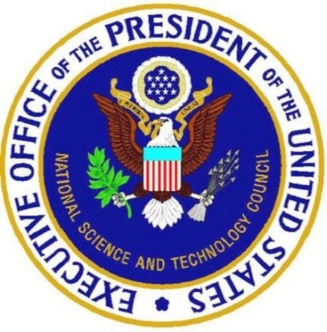 EXECUTIVE OFFICE OF THE PRESIDENT OF THE UNITED STATES
NATIONAL SCIENCE AND TECHNOLOGY COUNCIL